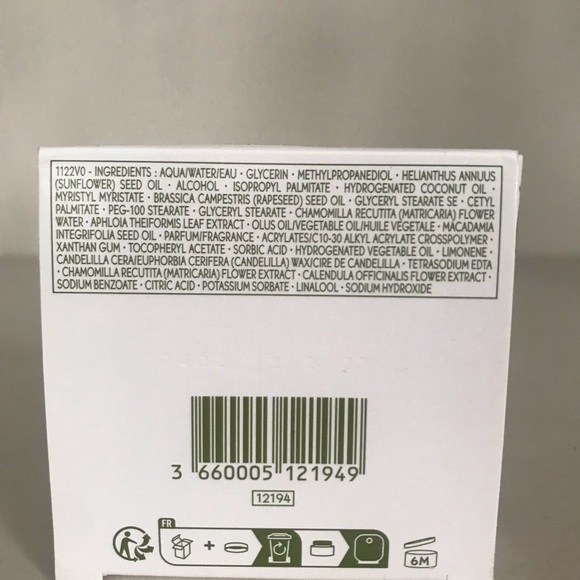 1122V0 - INGREDIENTS : AQUA/WATER/EAU • GLYCERIN • METHYLPROPANEDIOL • HELIANTHUS ANNUUS
(SUNFLOWER) SEED OIL • ALCOHOL • ISOPROPYL PALMITATE • HYDROGENATED COCONUT OIL •
MYRISTYL MYRISTATE • BRASSICA CAMPESTRIS (RAPESEED) SEED OIL • GLYCERYL STEARATE SE • CETYL
PALMITATE • PEG-100 STEARATE • GLYCERYL STEARATE • CHAMOMILLA RECUTITA (MATRICARIA) FLOWER
WATER • APHLOIA THEIFORMIS LEAF EXTRACT • OLUS OIL/VEGETABLE OIL/HUILE VÉGÉTALE • MACADAMIA
INTEGRIFOLIA SEED OIL • PARFUM/FRAGRANCE • ACRYLATES/C10-30 ALKYL ACRYLATE CROSSPOLYMER •
XANTHAN GUM • TOCOPHERYL ACETATE • SORBIC ACID • HYDROGENATED VEGETABLE OIL • LIMONENE •
CANDELILLA CERA/EUPHORBIA CERIFERA (CANDELILLA) WAX/CIRE DE CANDELILLA • TETRASODIUM EDTA
• CHAMOMILLA RECUTITA (MATRICARIA) FLOWER EXTRACT • CALENDULA OFFICINALIS FLOWER EXTRACT •
SODIUM BENZOATE • CITRIC ACID • POTASSIUM SORBATE • LINALOOL • SODIUM HYDROXIDE
3 660005 121949
12194
FR
+
6M